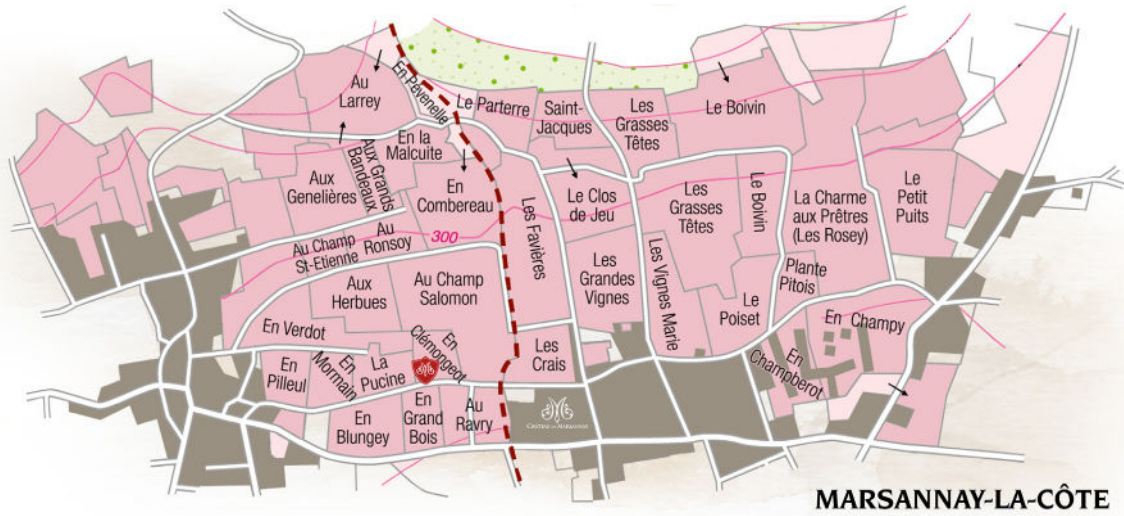 Au
Larrey
En Pévenelle
Le Parterre
Saint-
Jacques
Les
Grasses
Têtes
Le Boivin
En la
Malcuite
Aux Grands
Bandeaux
Aux
Genelières
En
Combereau
Les Favières
Le Clos
de Jeu
Les
Grasses
Têtes
Le Boivin
La Charme
aux Prêtres
(Les Rosey)
Le
Petit
Puits
Au Champ
St-Etienne
Au
Ronsoy
300
Aux
Herbues
Au Champ
Salomon
Les
Grandes
Vignes
Les Vignes Marie
Le
Poiset
Plante
Pitois
En Champy
En Verdot
En
Pilleul
En
Mormain
La
Pucine
En
Clémongeot
Les
Crais
En
Champberot
En
Blungey
En
Grand
Bois
Au
Ravry
Château de Marsannay
MARSANNAY-LA-CÔTE